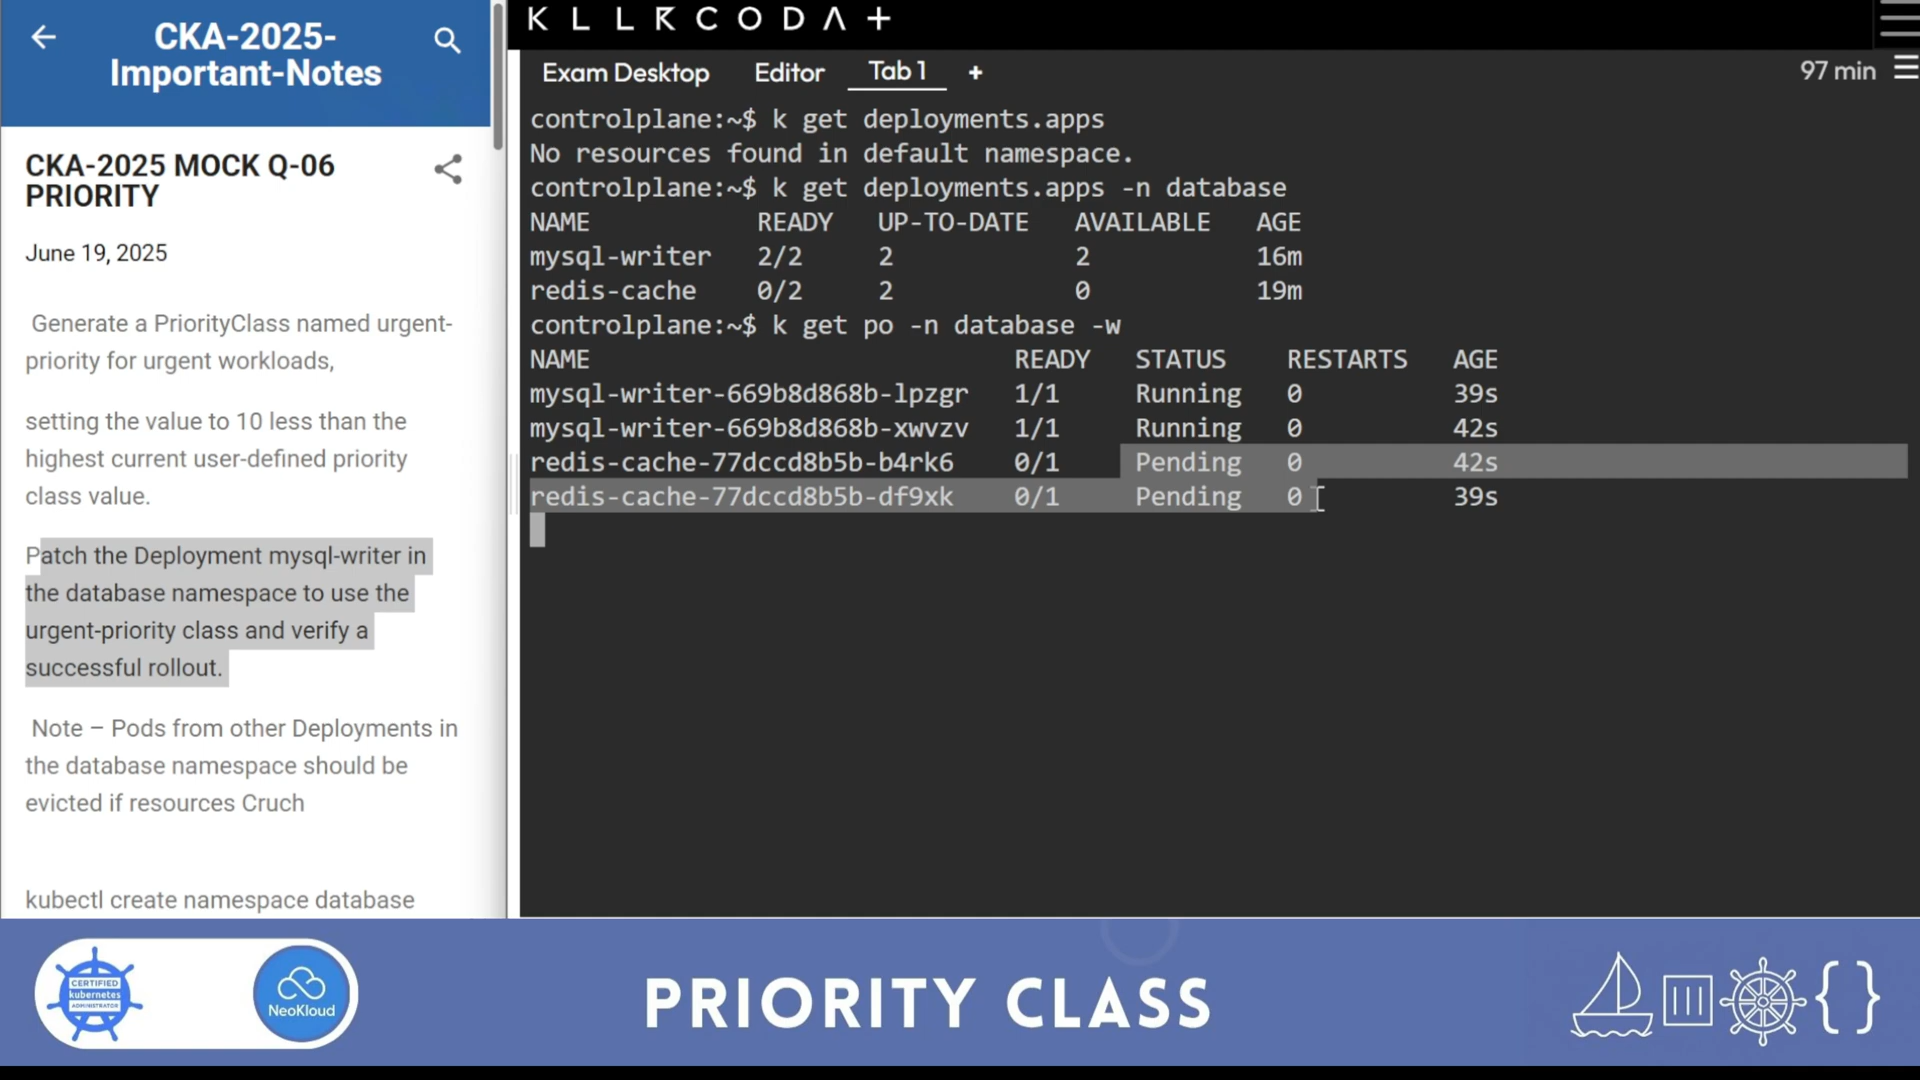 CKA-2025-
Important-Notes
CKA-2025 MOCK Q-06
PRIORITY
June 19, 2025
Generate a PriorityClass named urgent-
priority for urgent workloads,
setting the value to 10 less than the
highest current user-defined priority
class value.
Patch the Deployment mysql-writer in
the database namespace to use the
urgent-priority class and verify a
successful rollout.
Note – Pods from other Deployments in
the database namespace should be
evicted if resources Cruch
kubectl create namespace database
KLLRCODA+
Exam Desktop Editor Tab 1 +
97 min
controlplane:~$ k get deployments.apps
No resources found in default namespace.
controlplane:~$ k get deployments.apps -n database
NAME READY UP-TO-DATE AVAILABLE AGE
mysql-writer 2/2 2 2 16m
redis-cache 0/2 2 0 19m
controlplane:~$ k get po -n database -w
NAME READY STATUS RESTARTS AGE
mysql-writer-669b8d868b-lpzgr 1/1 Running 0 39s
mysql-writer-669b8d868b-xwvzv 1/1 Running 0 42s
redis-cache-77dccd8b5b-b4rk6 0/1 Pending 0 42s
redis-cache-77dccd8b5b-df9xk 0/1 Pending 0 39s
CERTIFIED
kubernetes
ADMINISTRATOR
NeoKloud
PRIORITY CLASS